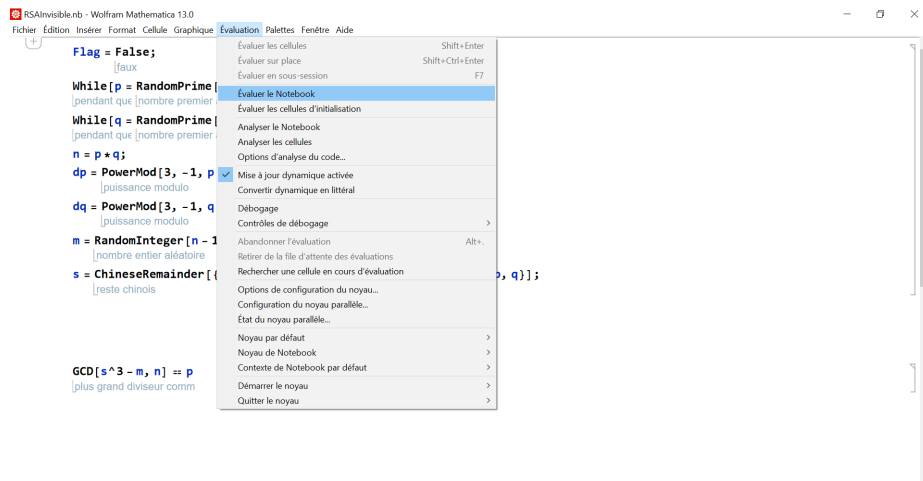 RSAInvisible.nb - Wolfram Mathematica 13.0
Fichier Édition Insérer Format Cellule Graphique Évaluation Palettes Fenêtre Aide
Flag = False;
faux
While[p = RandomPrime[
pendant que nombre premier
While[q = RandomPrime[
pendant que nombre premier
n = p * q;
dp = PowerMod[3, -1, p
puissance modulo
dq = PowerMod[3, -1, q
puissance modulo
m = RandomInteger[n - 1
nombre entier aléatoire
s = ChineseRemainder[{ , q}];
reste chinois
GCD[s^3 - m, n] == p
plus grand diviseur comm
Évaluer les cellules Shift+Enter
Évaluer sur place Shift+Ctrl+Enter
Évaluer en sous-session F7
Évaluer le Notebook
Évaluer les cellules d'initialisation
Analyser le Notebook
Analyser les cellules
Options d'analyse du code...
Mise à jour dynamique activée
Convertir dynamique en littéral
Débogage
Contrôles de débogage
Abandonner l'évaluation Alt+.
Retirer de la file d'attente des évaluations
Rechercher une cellule en cours d'évaluation
Options de configuration du noyau...
Configuration du noyau parallèle...
État du noyau parallèle...
Noyau par défaut
Noyau de Notebook
Contexte de Notebook par défaut
Démarrer le noyau
Quitter le noyau